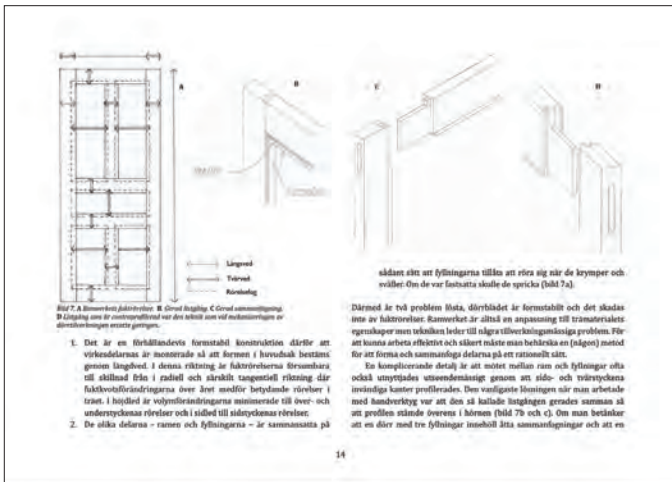 A
B
C
D
Längdved
Tvärved
Rörelsefog
Bild 7. A Ramverkets fuktrörelser. B Gerad listgång. C Gerad sammanfogning.
D Listgång som är contraprofilerad var den teknik som vid mekaniseringen av
dörrtillverkningen ersatte geringen.
1. Det är en förhållandevis formstabil konstruktion därför att
virkesdelarnas är monterade så att formen i huvudsak bestäms
genom längdved. I denna riktning är fuktrörelserna försumbara
till skillnad från i radiell och särskilt tangentiell riktning där
fuktkvotsförändringarna över året medför betydande rörelser i
träet. I höjdled är volymförändringarna minimerade till över- och
understyckenas rörelser och i sidled till sidstyckenas rörelser.
2. De olika delarna – ramen och fyllningarna – är sammansatta på
sådant sätt att fyllningarna tillåts att röra sig när de krymper och
sväller. Om de var fastsatta skulle de spricka (bild 7a).
Därmed är två problem lösta, dörrbladet är formstabilt och det skadas
inte av fuktrörelser. Ramverket är alltså en anpassning till trämaterialets
egenskaper men tekniken leder till några tillverkningsmässiga problem. För
att kunna arbeta effektivt och säkert måste man behärska en (någon) metod
för att forma och sammanfoga delarna på ett rationellt sätt.
En komplicerande detalj är att mötet mellan ram och fyllningar ofta
också utnyttjades utseendemässigt genom att sido- och tvärstyckena
invändiga kanter profilerades. Den vanligaste lösningen när man arbetade
med handverktyg var att den så kallade listgången gerades samman så
att profilen stämde överens i hörnen (bild 7b och c). Om man betänker
att en dörr med tre fyllningar innehöll åtta sammanfogningar och att en
14